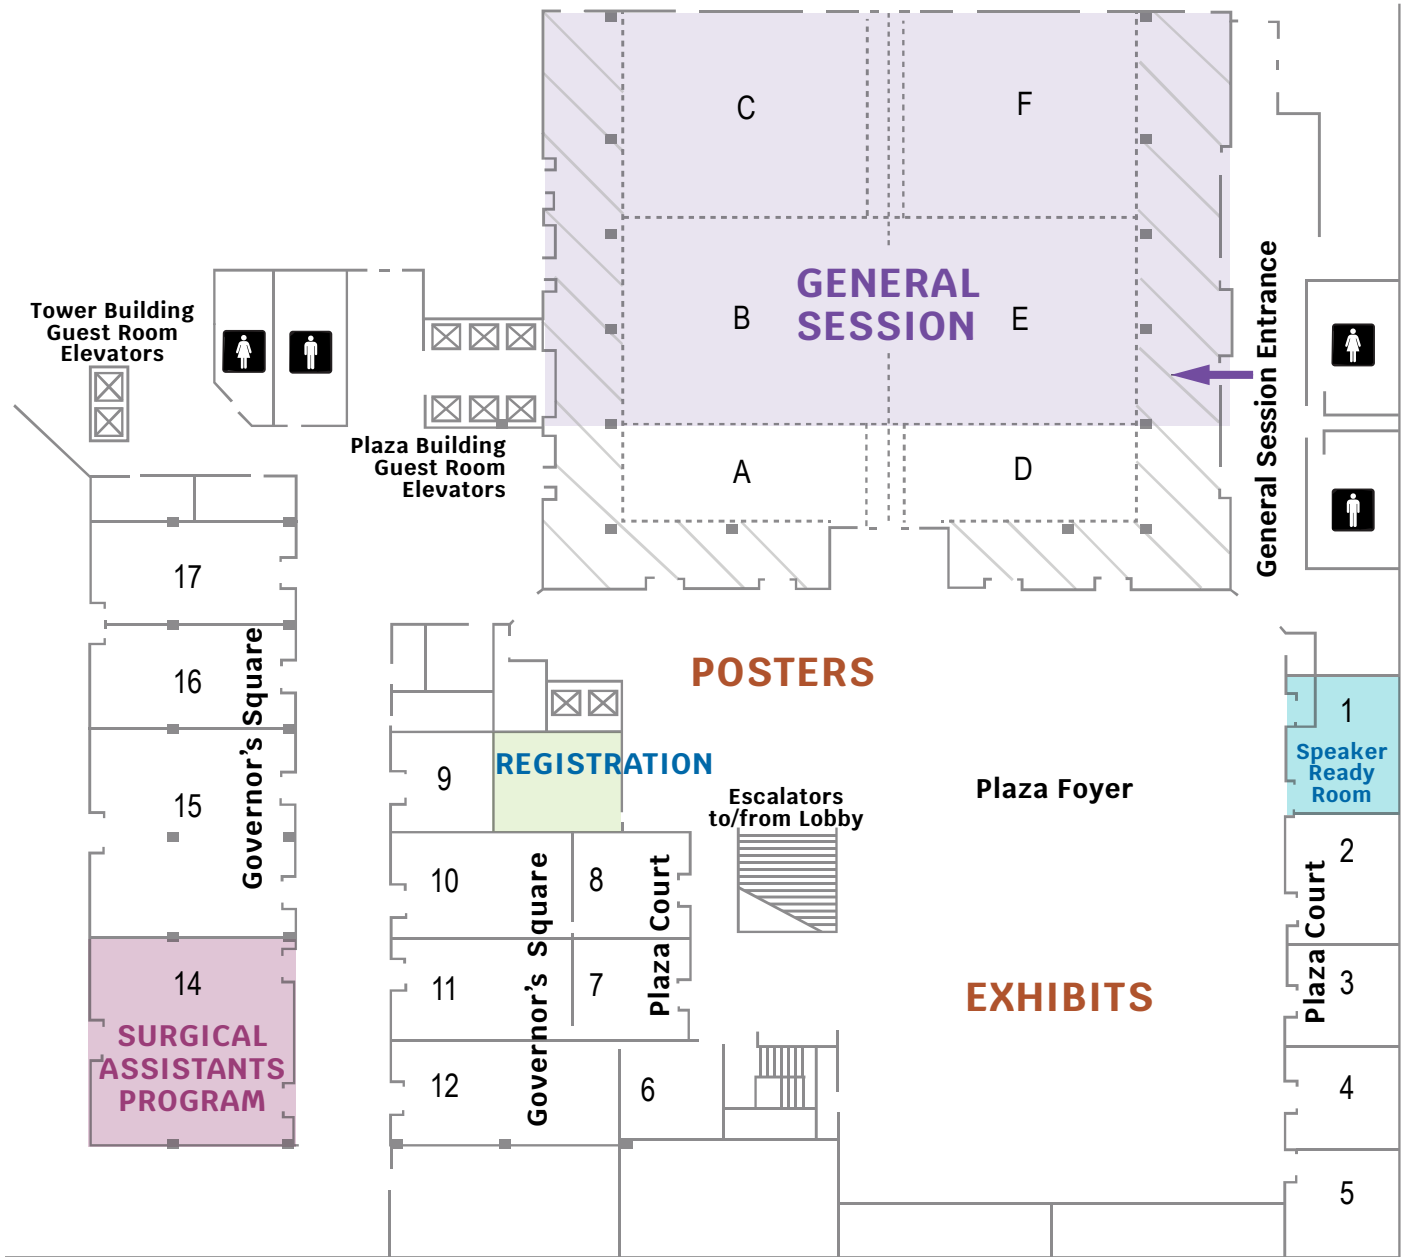 C
F
GENERAL
SESSION
B
E
General Session Entrance
Tower Building
Guest Room
Elevators
Plaza Building
Guest Room
Elevators
A
D
17
16
15
Governor's Square
14
SURGICAL
ASSISTANTS
PROGRAM
POSTERS
REGISTRATION
9
10
11
12
Governor's Square
8
7
Plaza Court
6
Escalators
to/from Lobby
Plaza Foyer
EXHIBITS
1
Speaker
Ready
Room
2
3
Plaza Court
4
5